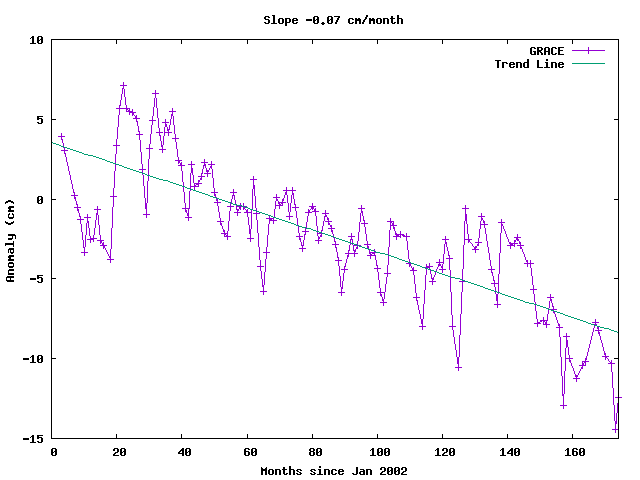 Slope -0.07 cm/month
GRACE
Trend Line
10
5
0
-5
-10
-15
Anomaly (cm)
0 20 40 60 80 100 120 140 160
Months since Jan 2002